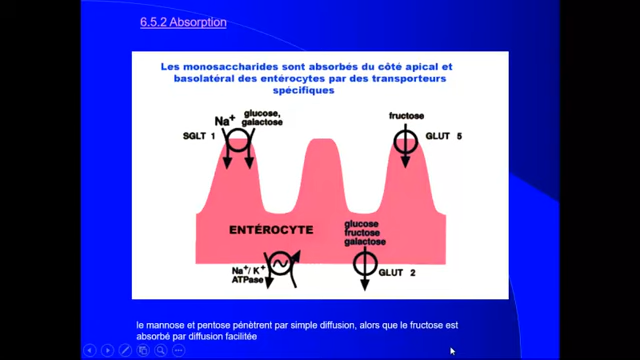 6.5.2 Absorption
Les monosaccharides sont absorbés du côté apical et
basolatéral des entérocytes par des transporteurs
spécifiques
Na+
glucose,
galactose
SGLT 1
fructose
GLUT 5
ENTÉROCYTE
glucose
fructose
galactose
Na+/ K+
ATPase
GLUT 2
le mannose et pentose pénètrent par simple diffusion, alors que le fructose est
absorbé par diffusion facilitée